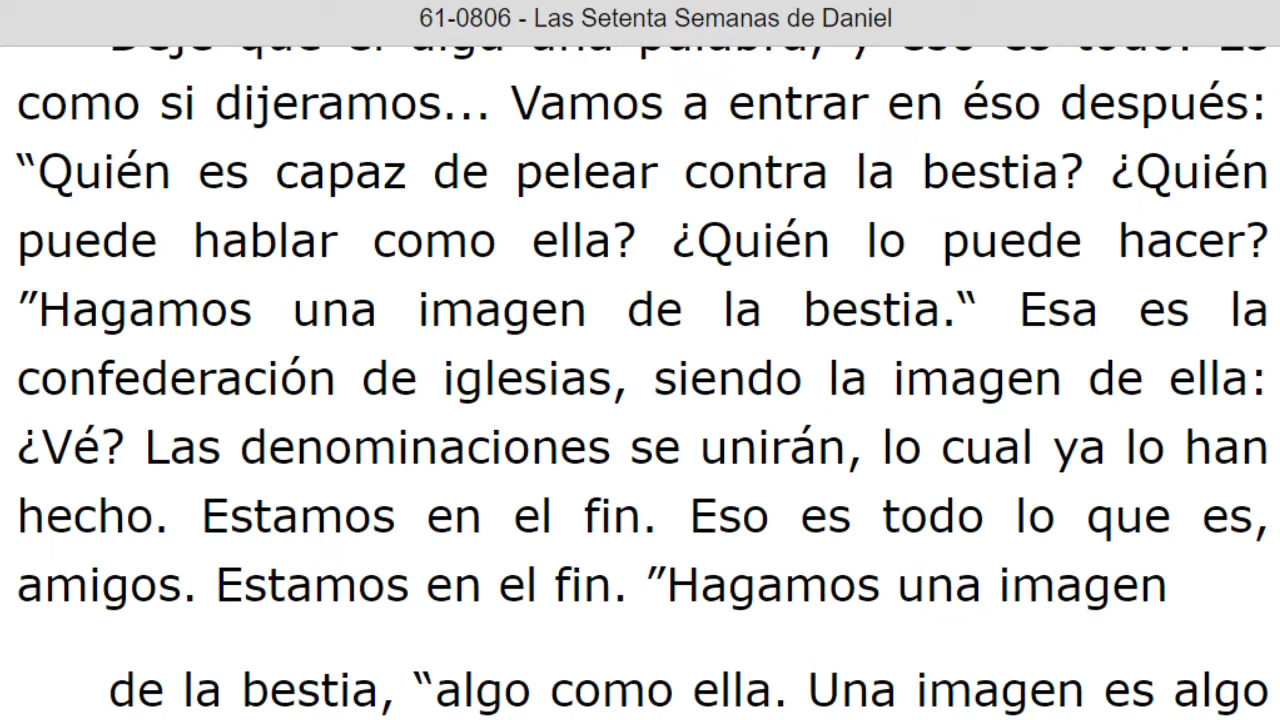 61-0806 - Las Setenta Semanas de Daniel
como si dijeramos... Vamos a entrar en éso después:
“Quién es capaz de pelear contra la bestia? ¿Quién
puede hablar como ella? ¿Quién lo puede hacer?
”Hagamos una imagen de la bestia.“ Esa es la
confederación de iglesias, siendo la imagen de ella:
¿Vé? Las denominaciones se unirán, lo cual ya lo han
hecho. Estamos en el fin. Eso es todo lo que es,
amigos. Estamos en el fin. ”Hagamos una imagen
de la bestia, “algo como ella. Una imagen es algo